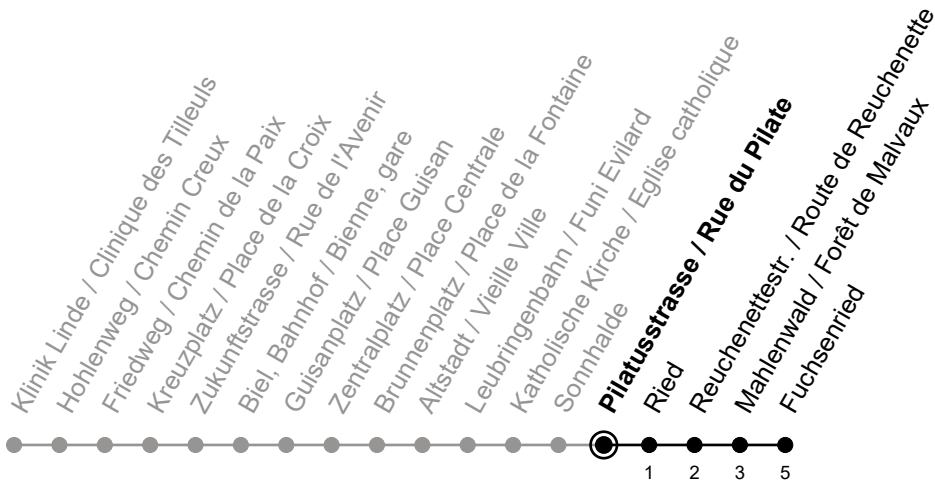 Klinik Linde / Clinique des Tilleuls
Hohlenweg / Chemin Creux
Friedweg / Chemin de la Paix
Kreuzplatz / Place de la Croix
Zukunftstrasse / Rue de l'Avenir
Biel, Bahnhof / Bienne, gare
Guisanplatz / Place Guisan
Zentralplatz / Place Centrale
Brunnenplatz / Place de la Fontaine
Altstadt / Vieille Ville
Leubringenbahn / Funi Evilard
Katholische Kirche / Eglise catholique
Sonnhalde
Pilatusstrasse / Rue du Pilate
Ried
Reuchenettestr. / Route de Reuchenette
Mahlenwald / Forêt de Malvaux
Fuchsenried
1 2 3 5